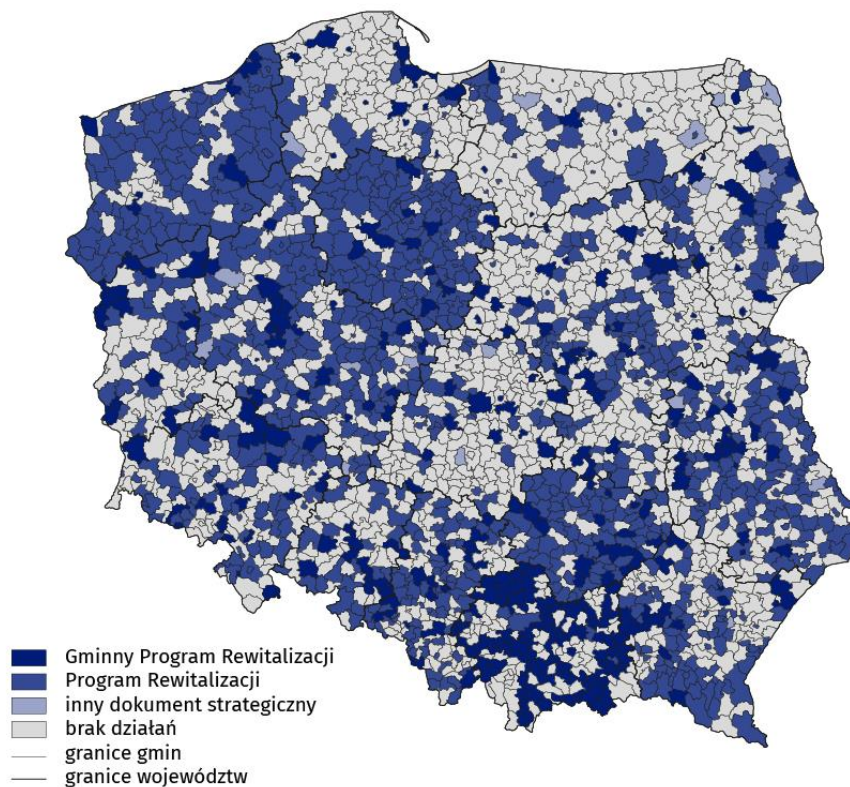 Gminny Program Rewitalizacji
Program Rewitalizacji
inny dokument strategiczny
brak działań
granice gmin
granice województw